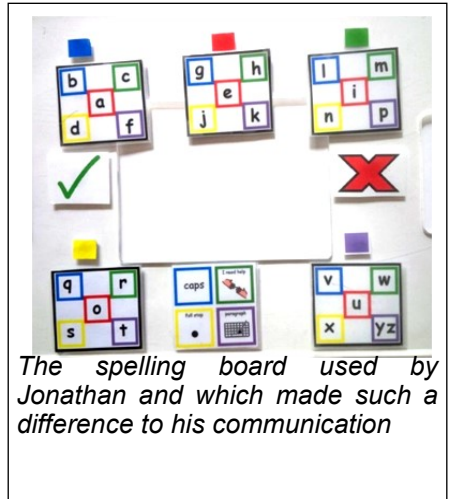 b c
a
d f
g h
e
j k
l m
i
n p
q r
o
s t
caps I need help
full stop paragraph
v w
u
x yz
The spelling board used by
Jonathan and which made such a
difference to his communication